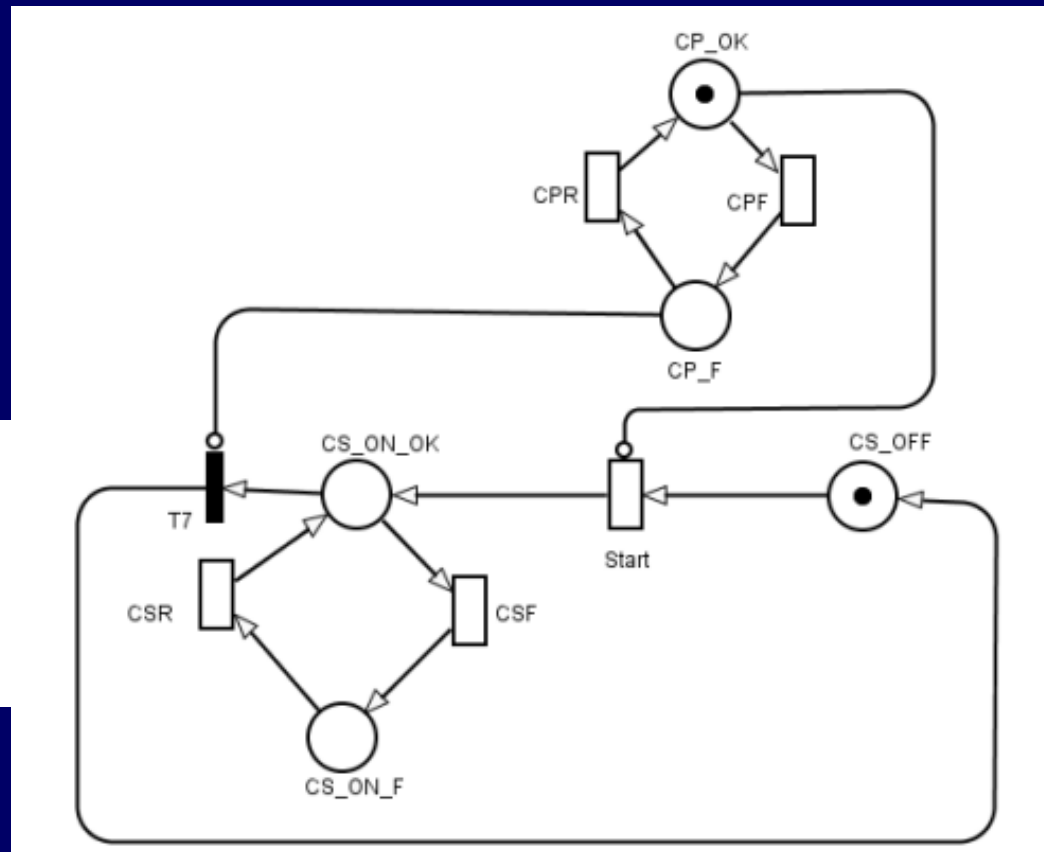 CP_OK
CPR
CPF
CP_F
CS_ON_OK
CS_OFF
T7
Start
CSR
CSF
CS_ON_F